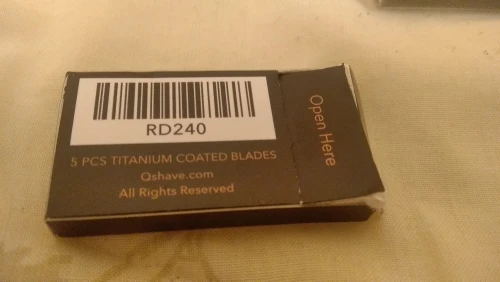 RD240
5 PCS TITANIUM COATED BLADES
Qshave.com
All Rights Reserved
Open Here